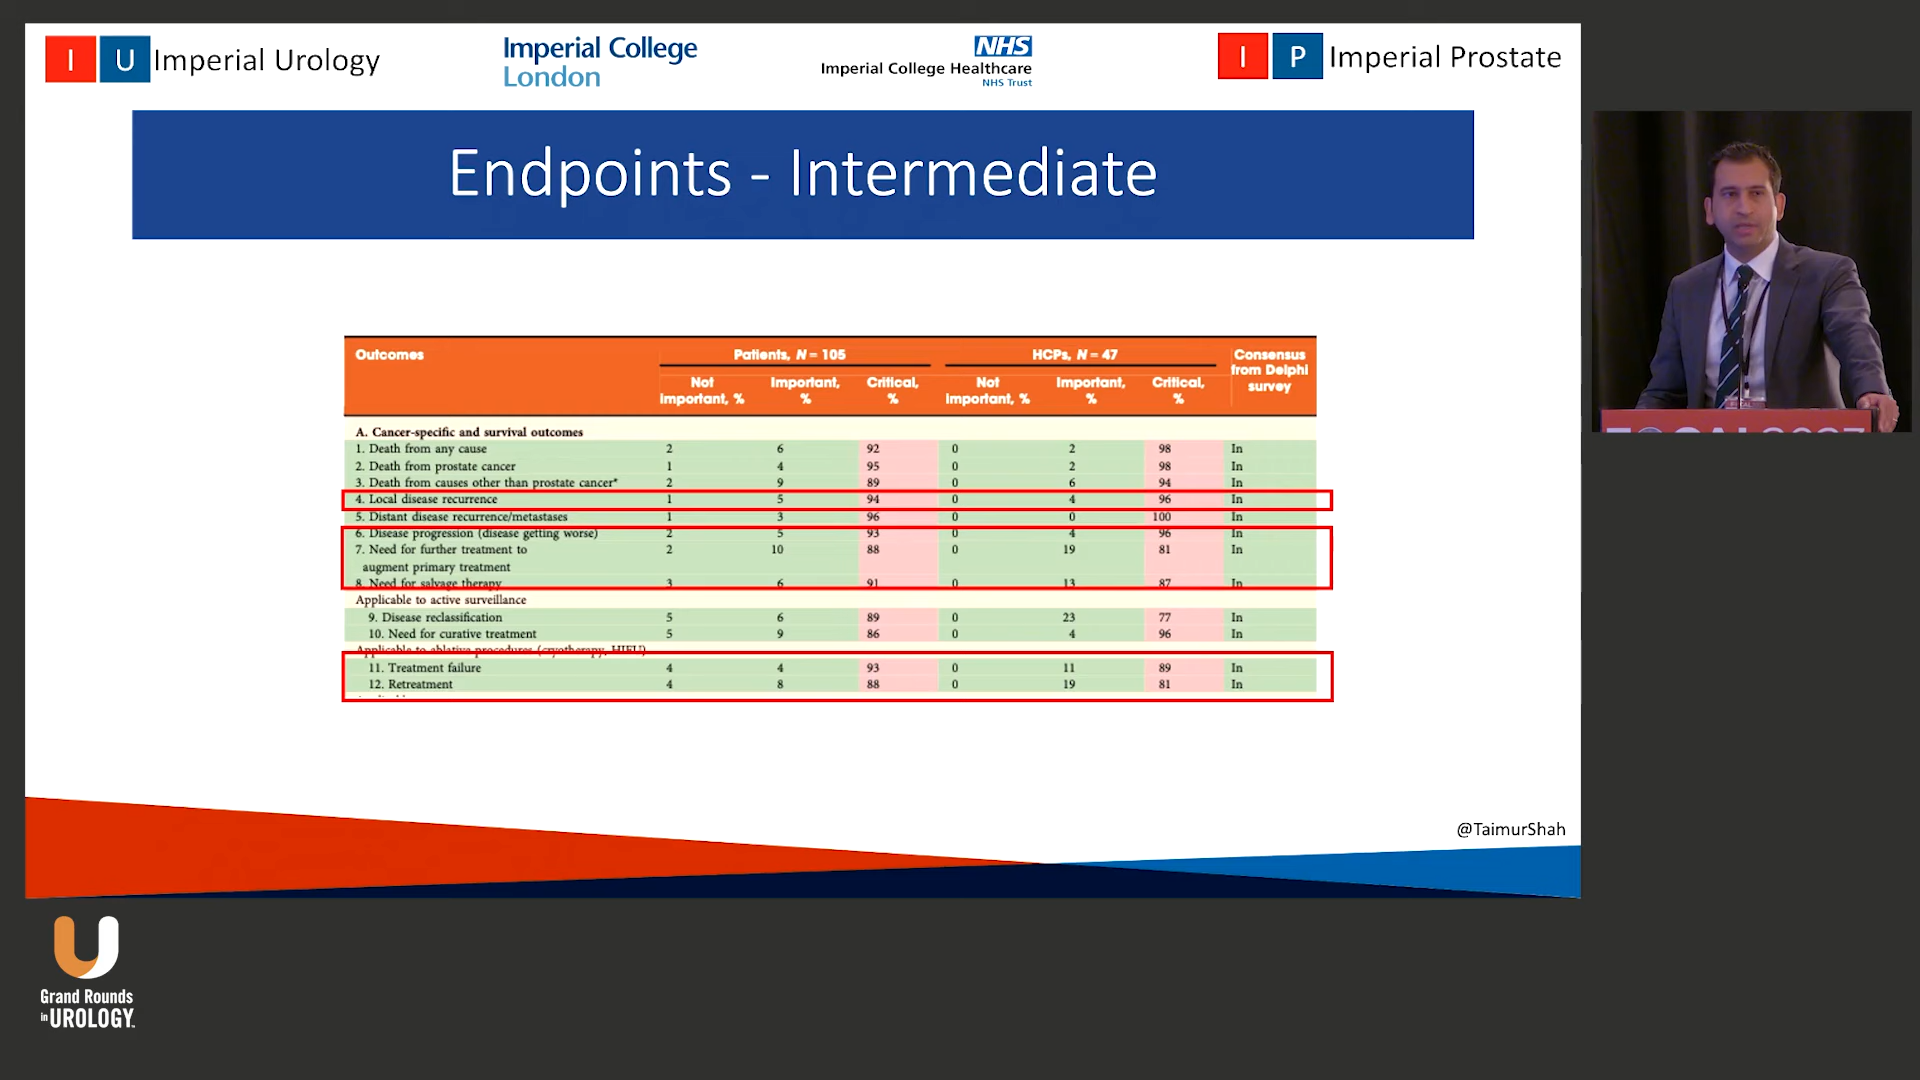 I U Imperial Urology
Imperial College
London
NHS
Imperial College Healthcare
NHS Trust
I P Imperial Prostate
Endpoints - Intermediate
Outcomes Patients, N = 105 HCPs, N = 47 Consensus from Delphi survey
Not important, % Important, % Critical, % Not important, % Important, % Critical, %
A. Cancer-specific and survival outcomes
1. Death from any cause 2 6 92 0 2 98 In
2. Death from prostate cancer 1 4 95 0 2 98 In
3. Death from causes other than prostate cancer* 2 9 89 0 6 94 In
4. Local disease recurrence 1 5 94 0 4 96 In
5. Distant disease recurrence/metastases 1 3 96 0 0 100 In
6. Disease progression (disease getting worse) 2 5 93 0 4 96 In
7. Need for further treatment to 2 10 88 0 19 81 In
augment primary treatment
8. Need for salvage therapy 3 6 91 0 13 87 In
Applicable to active surveillance
9. Disease reclassification 5 6 89 0 23 77 In
10. Need for curative treatment 5 9 86 0 4 96 In
Applicable to ablative procedures (cryotherapy, HIFU)
11. Treatment failure 4 4 93 0 11 89 In
12. Retreatment 4 8 88 0 19 81 In
@TaimurShah
Grand Rounds
in UROLOGY